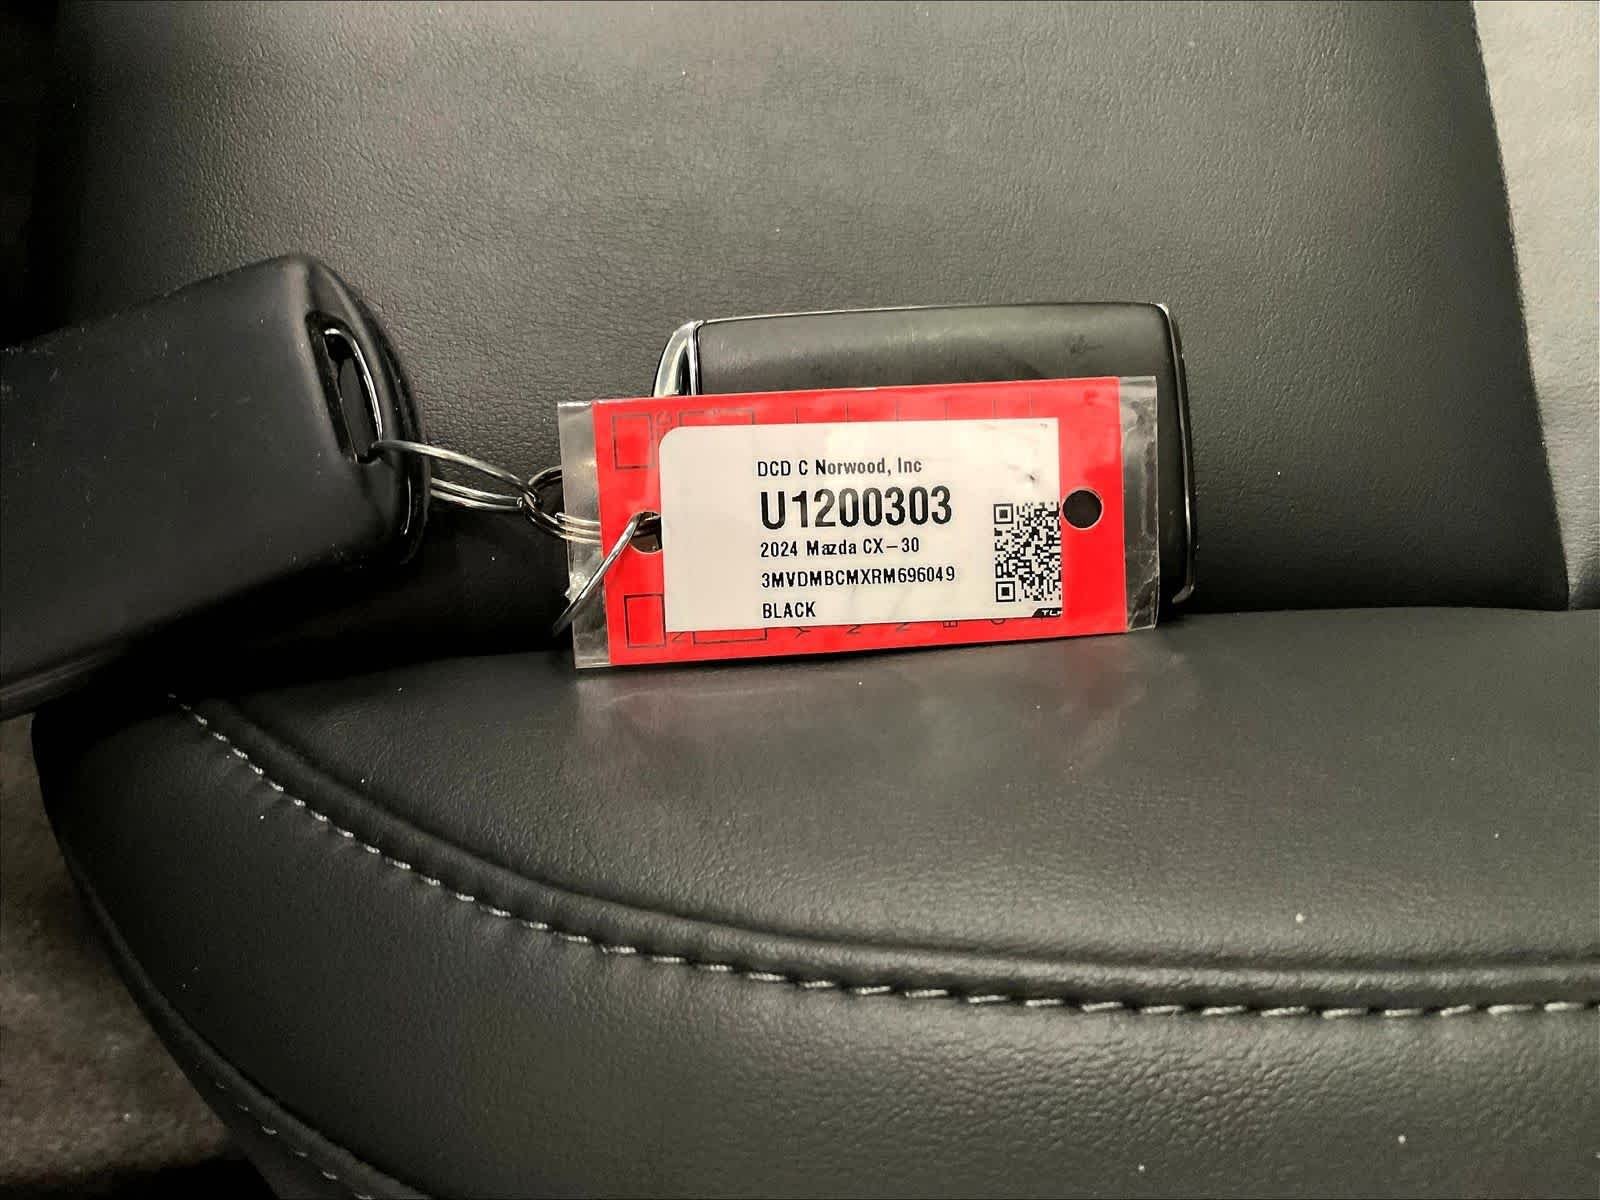 DCD C Norwood, Inc
U1200303
2024 Mazda CX-30
3MVDMBCMXRM696049
BLACK